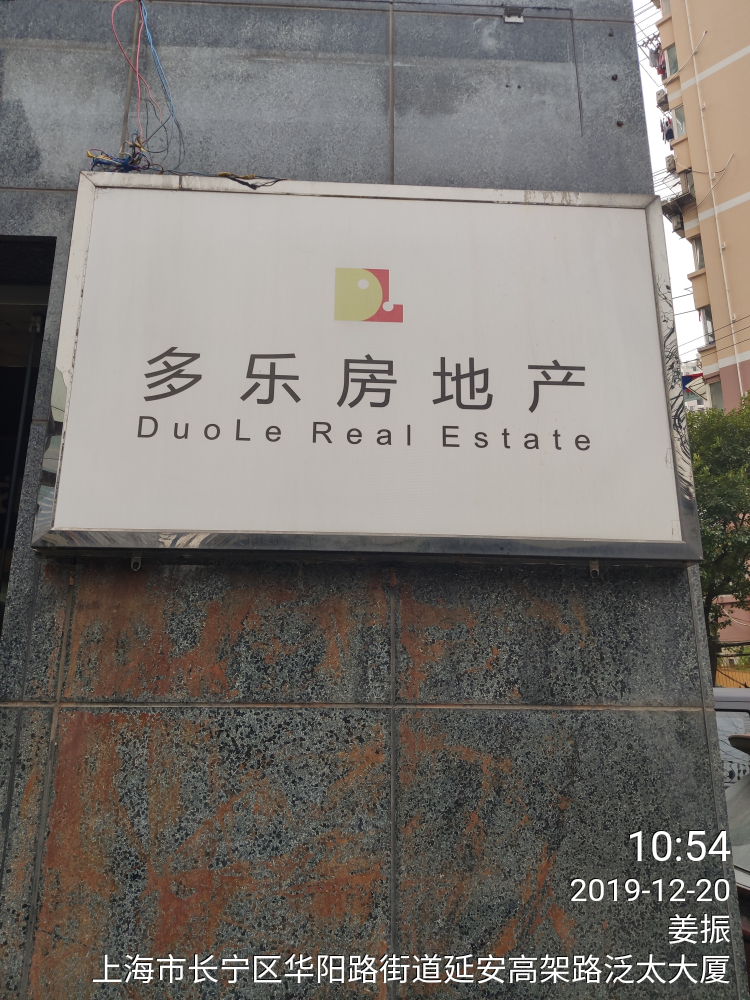 多乐房地产
DuoLe Real Estate
10:54
2019-12-20
姜振
上海市长宁区华阳路街道延安高架路泛太大厦